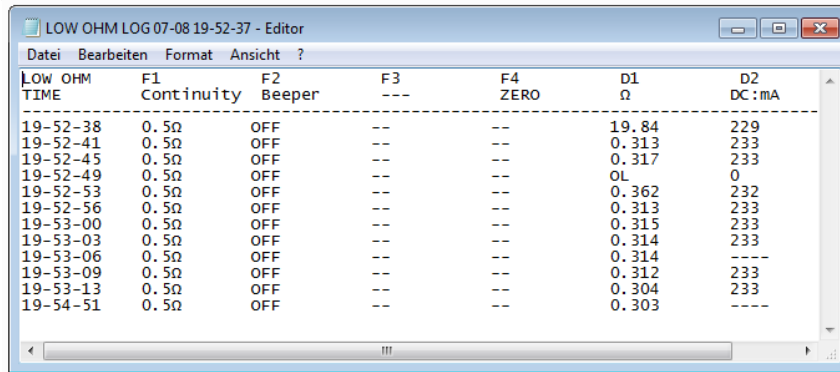 LOW OHM LOG 07-08 19-52-37 - Editor
Datei Bearbeiten Format Ansicht ?
LOW OHM F1 F2 F3 F4 D1 D2
TIME Continuity Beeper --- ZERO Ω DC:mA
--------------------------------------------------------------------------------
19-52-38 0.5Ω OFF -- -- 19.84 229
19-52-41 0.5Ω OFF -- -- 0.313 233
19-52-45 0.5Ω OFF -- -- 0.317 233
19-52-49 0.5Ω OFF -- -- OL 0
19-52-53 0.5Ω OFF -- -- 0.362 232
19-52-56 0.5Ω OFF -- -- 0.313 233
19-53-00 0.5Ω OFF -- -- 0.315 233
19-53-03 0.5Ω OFF -- -- 0.314 233
19-53-06 0.5Ω OFF -- -- 0.314 ----
19-53-09 0.5Ω OFF -- -- 0.312 233
19-53-13 0.5Ω OFF -- -- 0.304 233
19-54-51 0.5Ω OFF -- -- 0.303 ----